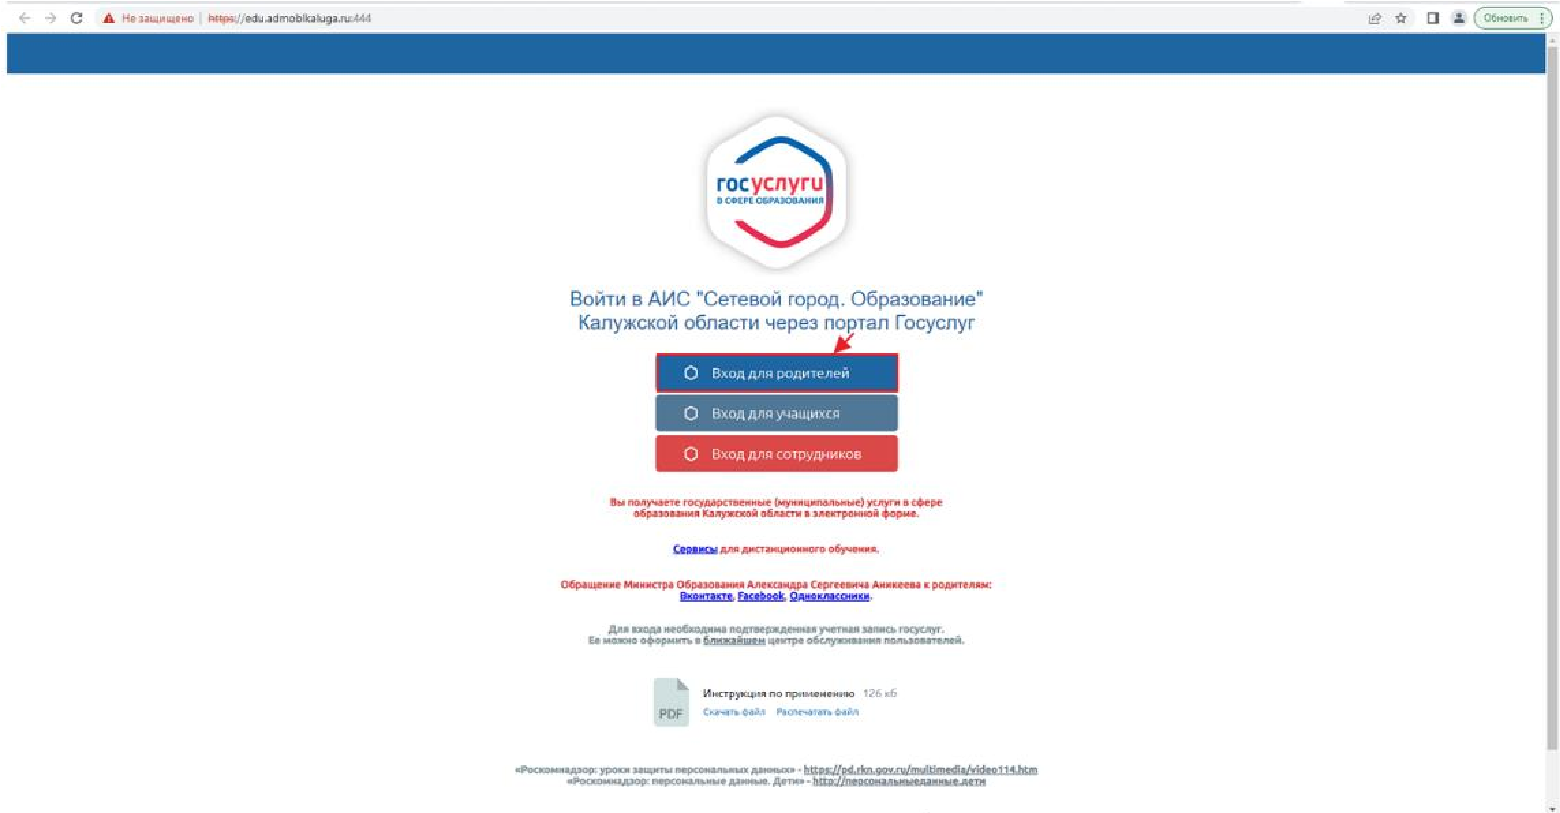 Не защищено | https://edu.admoblkaluga.ru:444
Обновить
госуслуги
В СФЕРЕ ОБРАЗОВАНИЯ
Войти в АИС "Сетевой город. Образование"
Калужской области через портал Госуслуг
Вход для родителей
Вход для учащихся
Вход для сотрудников
Вы получаете государственные (муниципальные) услуги в сфере
образования Калужской области в электронной форме.
Сервисы для дистанционного обучения.
Обращение Министра Образования Александра Сергеевича Аникеева к родителям:
Вконтакте, Facebook, Одноклассники.
Для входа необходима подтвержденная учетная запись госуслуг.
Ее можно оформить в ближайшем центре обслуживания пользователей.
Инструкция по применению 126 кб
PDF
Скачать файл Распечатать файл
«Роскомнадзор: уроки защиты персональных данных» - https://pd.rkn.gov.ru/multimedia/video114.htm
«Роскомнадзор: персональные данные. Дети» - http://персональныеданные.дети